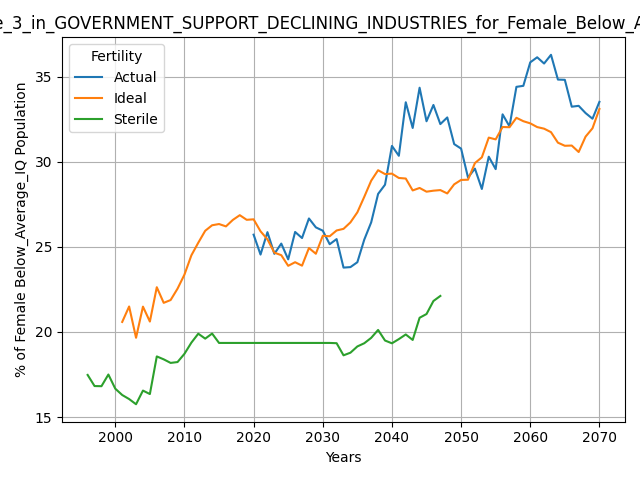 e_3_in_GOVERNMENT_SUPPORT_DECLINING_INDUSTRIES_for_Female_Below_A
Fertility
Actual
Ideal
Sterile
% of Female Below_Average_IQ Population
35
30
25
20
15
2000 2010 2020 2030 2040 2050 2060 2070
Years